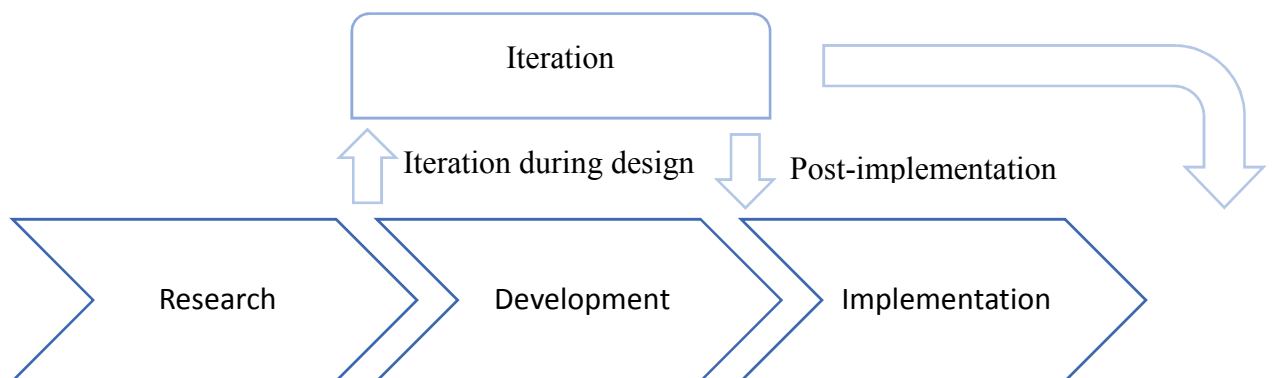 Iteration
Iteration during design
Post-implementation
Research
Development
Implementation